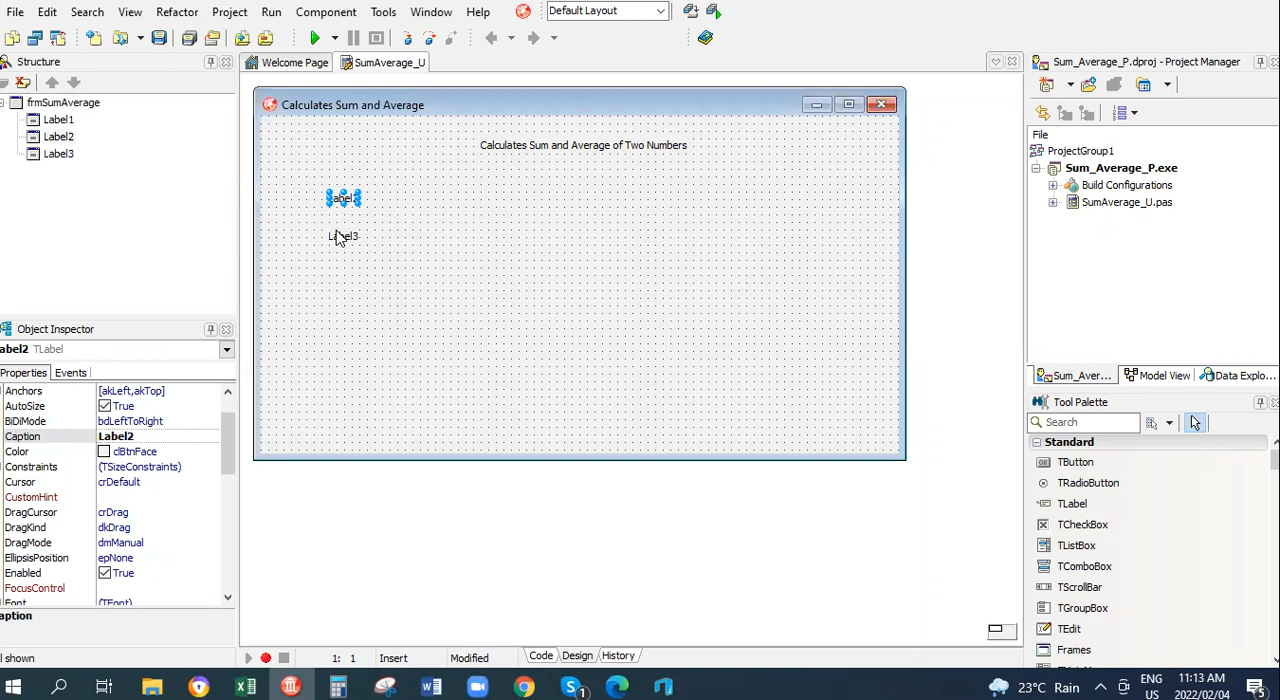 File Edit Search View Refactor Project Run Component Tools Window Help Default Layout
Structure
Welcome Page SumAverage_U
Sum_Average_P.dproj - Project Manager
frmSumAverage
Label1
Label2
Label3
Calculates Sum and Average
Calculates Sum and Average of Two Numbers
Label3
File
ProjectGroup1
Sum_Average_P.exe
Build Configurations
SumAverage_U.pas
Object Inspector
abel2 TLabel
Properties Events
Anchors [akLeft,akTop]
AutoSize True
BiDiMode bdLeftToRight
Caption Label2
Color clBtnFace
Constraints (TSizeConstraints)
Cursor crDefault
CustomHint
DragCursor crDrag
DragKind dkDrag
DragMode dmManual
EllipsisPosition epNone
Enabled True
FocusControl
Font (TFont)
aption
ll shown
1: 1 Insert Modified Code Design History
Sum_Aver... Model View Data Explo...
Tool Palette
Search
Standard
TButton
TRadioButton
TLabel
TCheckBox
TListBox
TComboBox
TScrollBar
TGroupBox
TEdit
Frames
23°C Rain
ENG
US
11:13 AM
2022/02/04